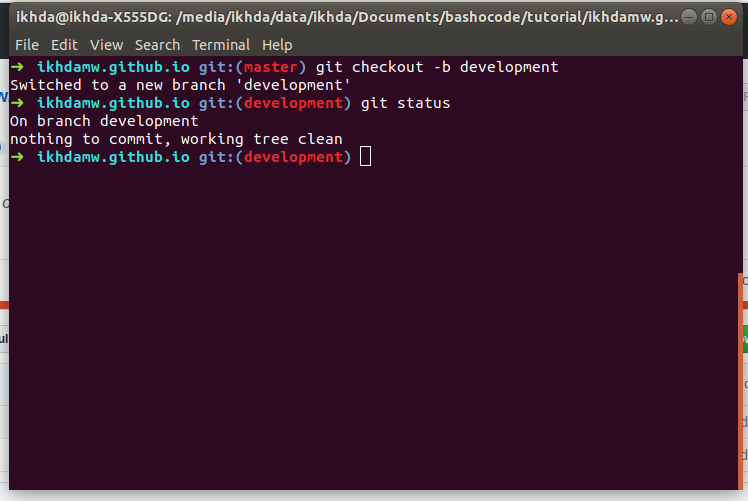 ikhda@ikhda-X555DG: /media/ikhda/data/ikhda/Documents/bashocode/tutorial/ikhdamw.g...
File Edit View Search Terminal Help
➜ ikhdamw.github.io git:(master) git checkout -b development
Switched to a new branch 'development'
➜ ikhdamw.github.io git:(development) git status
On branch development
nothing to commit, working tree clean
➜ ikhdamw.github.io git:(development)